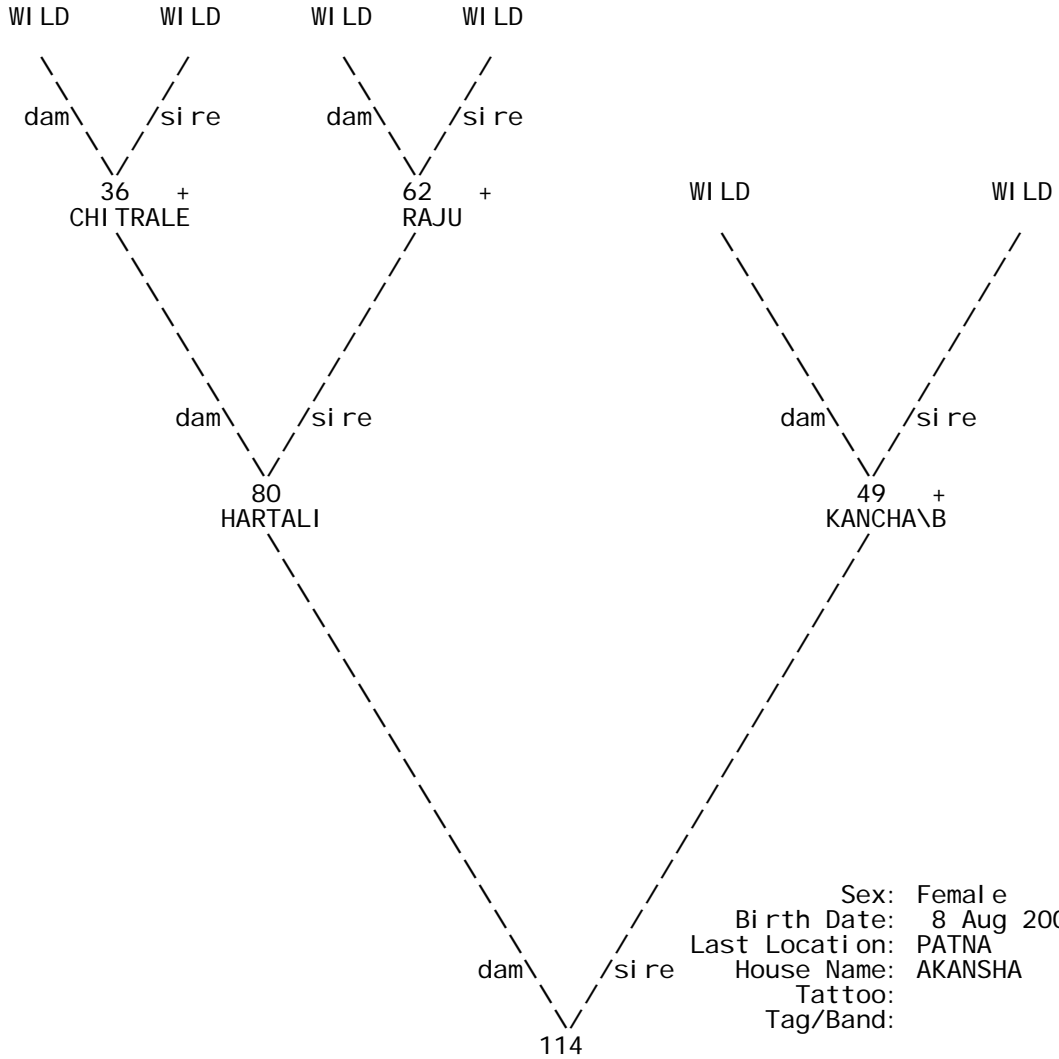 WILD WILD WILD WILD
dam sire dam sire
36 + 62 + WILD WILD
CHITRALE RAJU
dam sire dam sire
80 49 +
HARTALI KANCHA\B
Sex: Female
Birth Date: 8 Aug 200
Last Location: PATNA
dam sire House Name: AKANSHA
Tattoo:
Tag/Band:
114